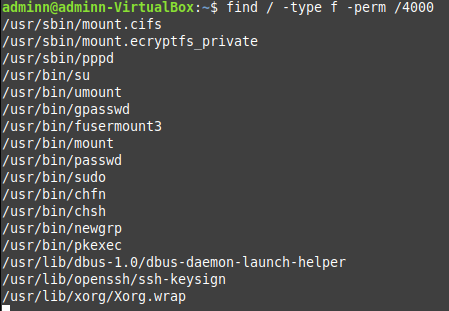 adminn@adminn-VirtualBox:~$ find / -type f -perm /4000
/usr/sbin/mount.cifs
/usr/sbin/mount.ecryptfs_private
/usr/sbin/pppd
/usr/bin/su
/usr/bin/umount
/usr/bin/gpasswd
/usr/bin/fusermount3
/usr/bin/mount
/usr/bin/passwd
/usr/bin/sudo
/usr/bin/chfn
/usr/bin/chsh
/usr/bin/newgrp
/usr/bin/pkexec
/usr/lib/dbus-1.0/dbus-daemon-launch-helper
/usr/lib/openssh/ssh-keysign
/usr/lib/xorg/Xorg.wrap